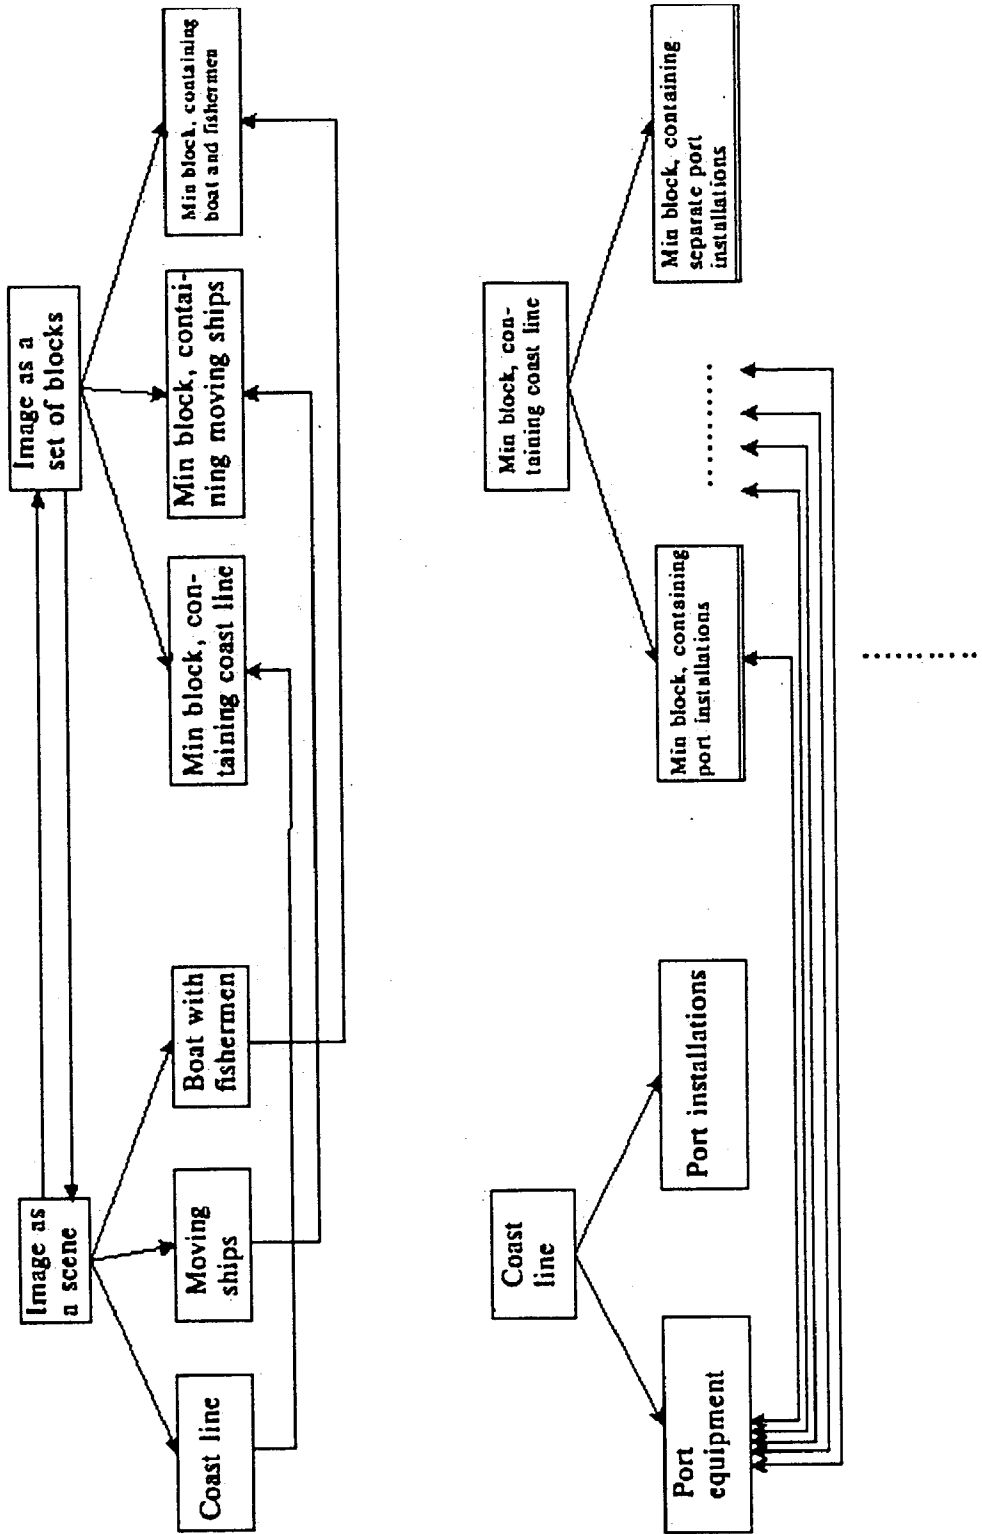 Image as
a scene
Image as a
set of blocks
Coast line
Moving
ships
Boat with
fishermen
Min block, con-
taining coast line
Min block, contai-
ning moving ships
Min block, containing
boat and fishermen
Coast
line
Min block, con-
taining coast line
Port
equipment
Port installations
Min block, containing
port installations
..........
Min block, containing
separate port
installations
..........